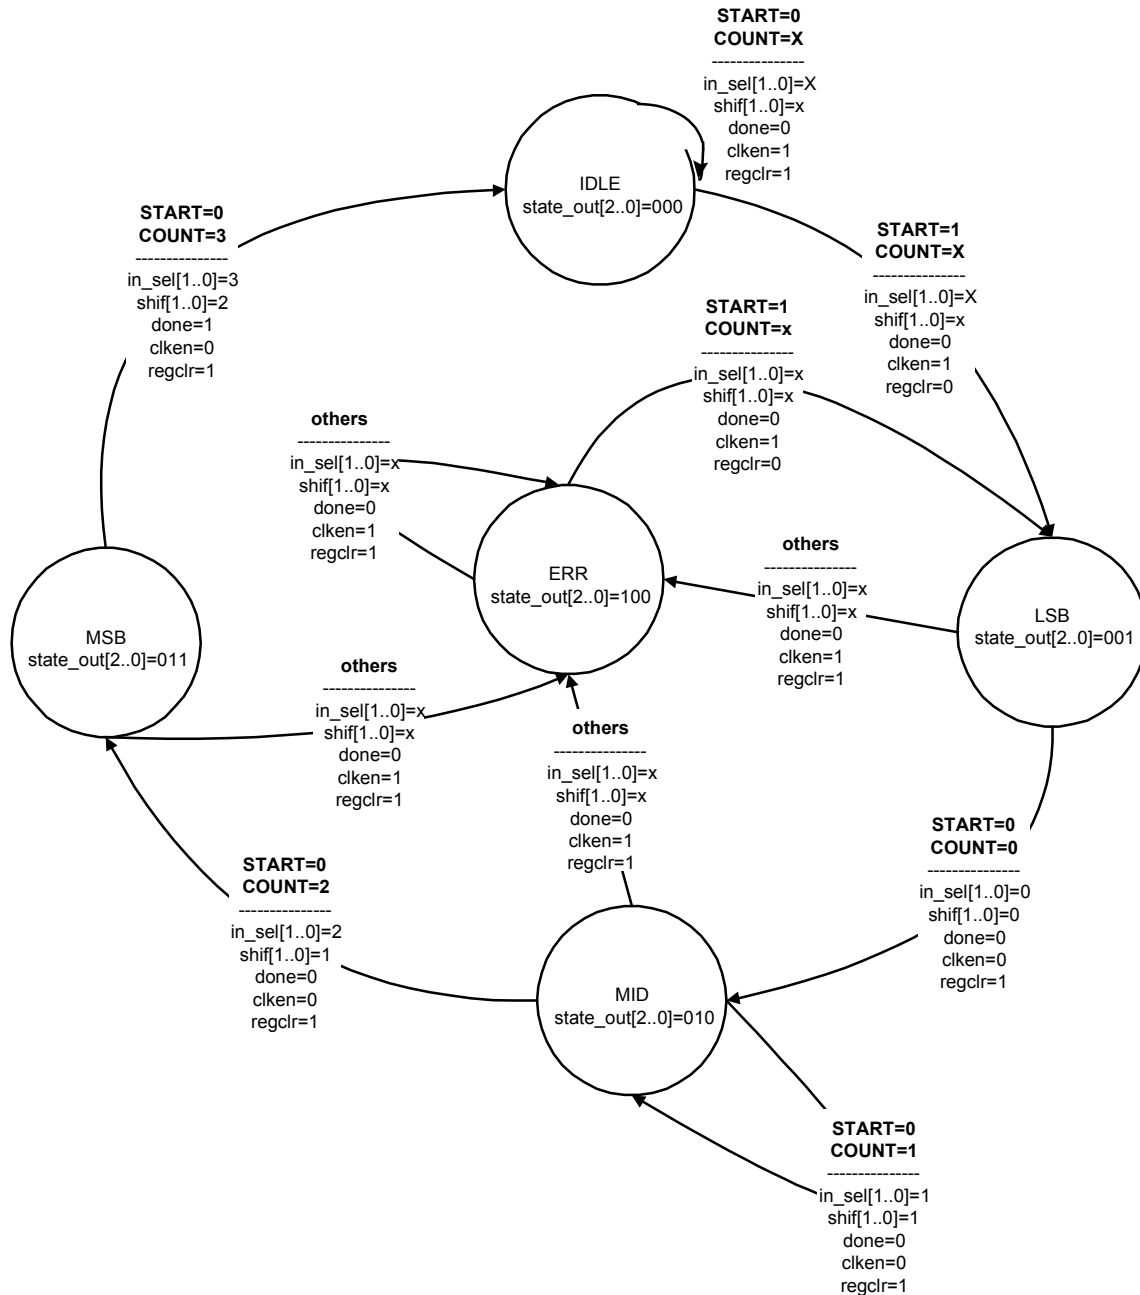 START=0
COUNT=X
---------------
in_sel[1..0]=X
shif[1..0]=x
done=0
clken=1
regclr=1
IDLE
state_out[2..0]=000
START=0
COUNT=3
---------------
in_sel[1..0]=3
shif[1..0]=2
done=1
clken=0
regclr=1
START=1
COUNT=X
---------------
in_sel[1..0]=X
shif[1..0]=x
done=0
clken=1
regclr=0
START=1
COUNT=x
---------------
in_sel[1..0]=x
shif[1..0]=x
done=0
clken=1
regclr=0
others
---------------
in_sel[1..0]=x
shif[1..0]=x
done=0
clken=1
regclr=1
ERR
state_out[2..0]=100
others
---------------
in_sel[1..0]=x
shif[1..0]=x
done=0
clken=1
regclr=1
LSB
state_out[2..0]=001
MSB
state_out[2..0]=011
others
---------------
in_sel[1..0]=x
shif[1..0]=x
done=0
clken=1
regclr=1
others
---------------
in_sel[1..0]=x
shif[1..0]=x
done=0
clken=1
regclr=1
START=0
COUNT=0
---------------
in_sel[1..0]=0
shif[1..0]=0
done=0
clken=0
regclr=1
START=0
COUNT=2
---------------
in_sel[1..0]=2
shif[1..0]=1
done=0
clken=0
regclr=1
MID
state_out[2..0]=010
START=0
COUNT=1
---------------
in_sel[1..0]=1
shif[1..0]=1
done=0
clken=0
regclr=1